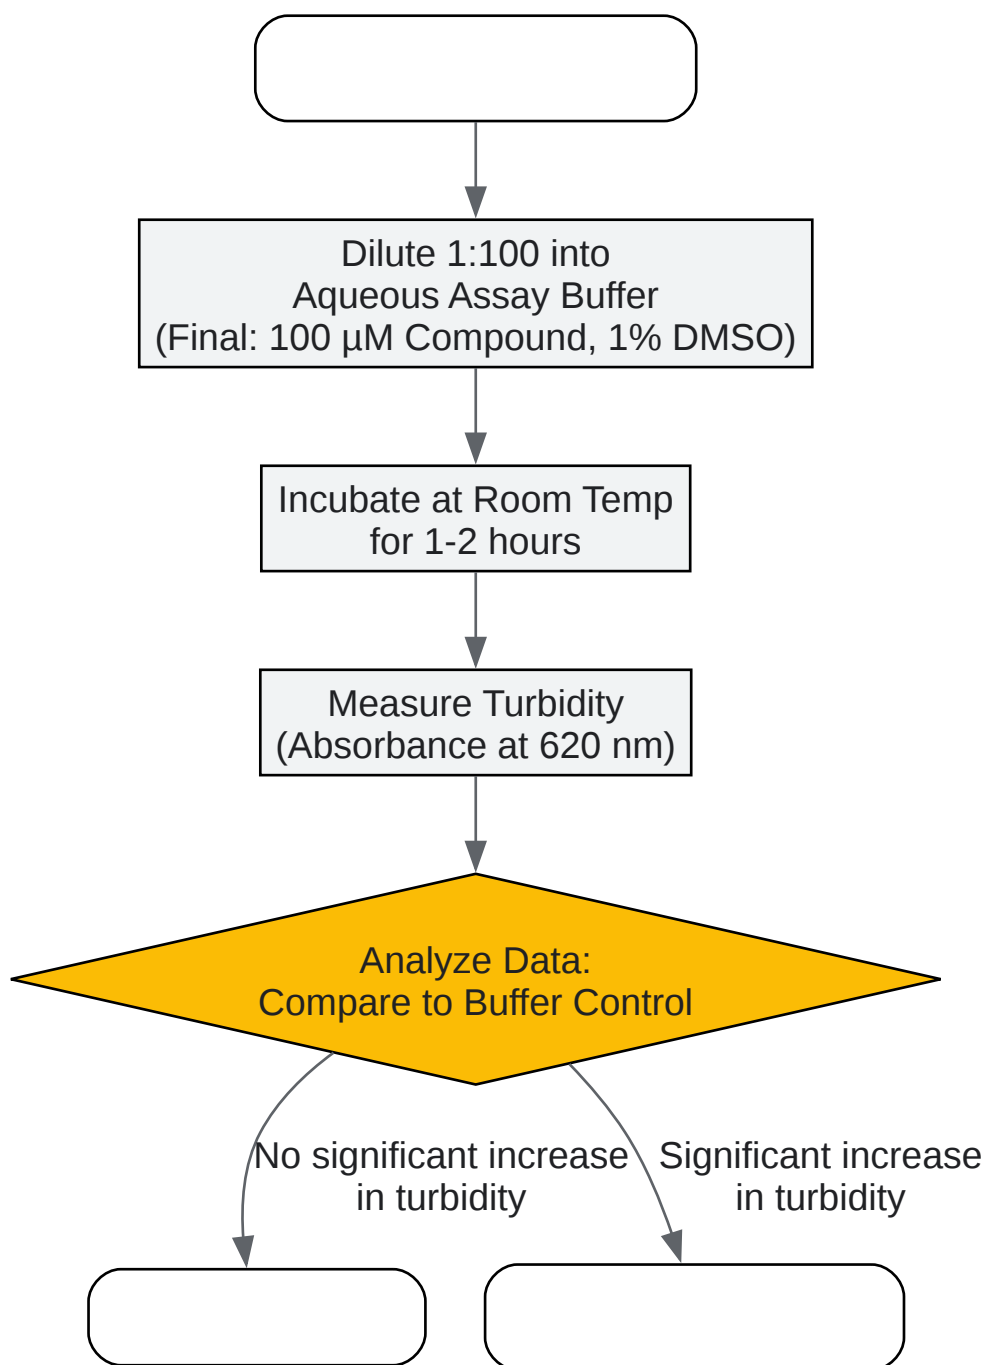 Dilute 1:100 into
Aqueous Assay Buffer
(Final: 100 µM Compound, 1% DMSO)
Incubate at Room Temp
for 1-2 hours
Measure Turbidity
(Absorbance at 620 nm)
Analyze Data:
Compare to Buffer Control
No significant increase
in turbidity
Significant increase
in turbidity